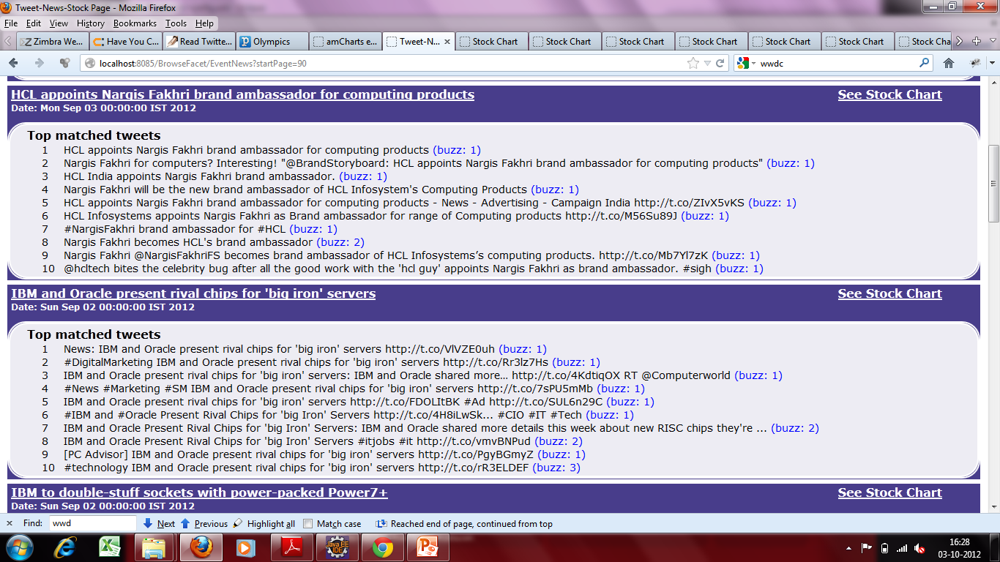 Tweet-News-Stock Page - Mozilla Firefox
File Edit View History Bookmarks Tools Help
Zimbra We... Have You C... Read Twitte... Olympics amCharts e... Tweet-N... Stock Chart Stock Chart Stock Chart Stock Chart Stock Chart Stock Chart Stock Cha
localhost:8085/BrowseFacet/EventNews?startPage=90 wwdc
HCL appoints Nargis Fakhri brand ambassador for computing products See Stock Chart
Date: Mon Sep 03 00:00:00 IST 2012
Top matched tweets
1 HCL appoints Nargis Fakhri brand ambassador for computing products (buzz: 1)
2 Nargis Fakhri for computers? Interesting! "@BrandStoryboard: HCL appoints Nargis Fakhri brand ambassador for computing products" (buzz: 1)
3 HCL India appoints Nargis Fakhri brand ambassador. (buzz: 1)
4 Nargis Fakhri will be the new brand ambassador of HCL Infosystem's Computing Products (buzz: 1)
5 HCL appoints Nargis Fakhri brand ambassador for computing products - News - Advertising - Campaign India http://t.co/ZIvX5vKS (buzz: 1)
6 HCL Infosystems appoints Nargis Fakhri as Brand ambassador for range of Computing products http://t.co/M56Su89J (buzz: 1)
7 #NargisFakhri brand ambassador for #HCL (buzz: 1)
8 Nargis Fakhri becomes HCL's brand ambassador (buzz: 2)
9 Nargis Fakhri @NargisFakhriFS becomes brand ambassador of HCL Infosystems’s computing products. http://t.co/Mb7Yl7zK (buzz: 1)
10 @hcltech bites the celebrity bug after all the good work with the 'hcl guy' appoints Nargis Fakhri as brand ambassador. #sigh (buzz: 1)
IBM and Oracle present rival chips for 'big iron' servers See Stock Chart
Date: Sun Sep 02 00:00:00 IST 2012
Top matched tweets
1 News: IBM and Oracle present rival chips for 'big iron' servers http://t.co/VlVZE0uh (buzz: 1)
2 #DigitalMarketing IBM and Oracle present rival chips for 'big iron' servers http://t.co/Rr3lz7Hs (buzz: 1)
3 IBM and Oracle present rival chips for 'big iron' servers: IBM and Oracle shared more... http://t.co/4KdtiqOX RT @Computerworld (buzz: 1)
4 #News #Marketing #SM IBM and Oracle present rival chips for 'big iron' servers http://t.co/7sPU5mMb (buzz: 1)
5 IBM and Oracle present rival chips for 'big iron' servers http://t.co/FDOLItBK #Ad http://t.co/SUL6n29C (buzz: 1)
6 #IBM and #Oracle Present Rival Chips for 'big Iron' Servers http://t.co/4H8iLwSk... #CIO #IT #Tech (buzz: 1)
7 IBM and Oracle Present Rival Chips for 'big Iron' Servers: IBM and Oracle shared more details this week about new RISC chips they're ... (buzz: 2)
8 IBM and Oracle Present Rival Chips for 'big Iron' Servers #itjobs #it http://t.co/vmvBNPud (buzz: 2)
9 [PC Advisor] IBM and Oracle present rival chips for 'big iron' servers http://t.co/PgyBGmyZ (buzz: 1)
10 #technology IBM and Oracle present rival chips for 'big iron' servers http://t.co/rR3ELDEF (buzz: 3)
IBM to double-stuff sockets with power-packed Power7+ See Stock Chart
Date: Sun Sep 02 00:00:00 IST 2012
Find: wwd Next Previous Highlight all Match case Reached end of page, continued from top
Java EE IDE
16:28
03-10-2012